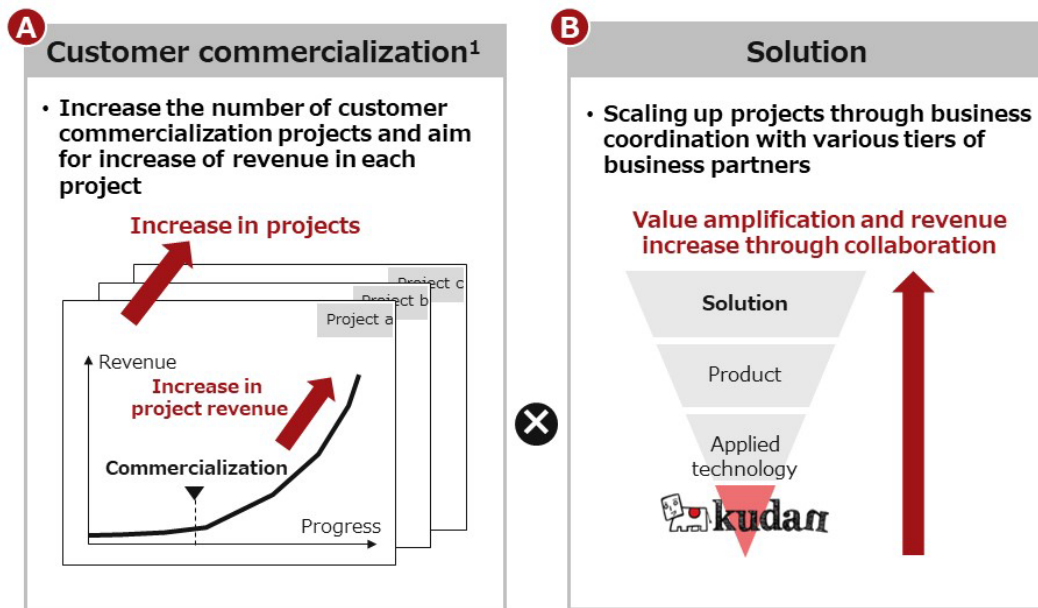 A
Customer commercialization¹
• Increase the number of customer
commercialization projects and aim
for increase of revenue in each
project
Increase in projects
Project c
Project b
Project a
Revenue
Increase in
project revenue
Commercialization
Progress
B
Solution
• Scaling up projects through business
coordination with various tiers of
business partners
Value amplification and revenue
increase through collaboration
Solution
Product
Applied
technology
kudan